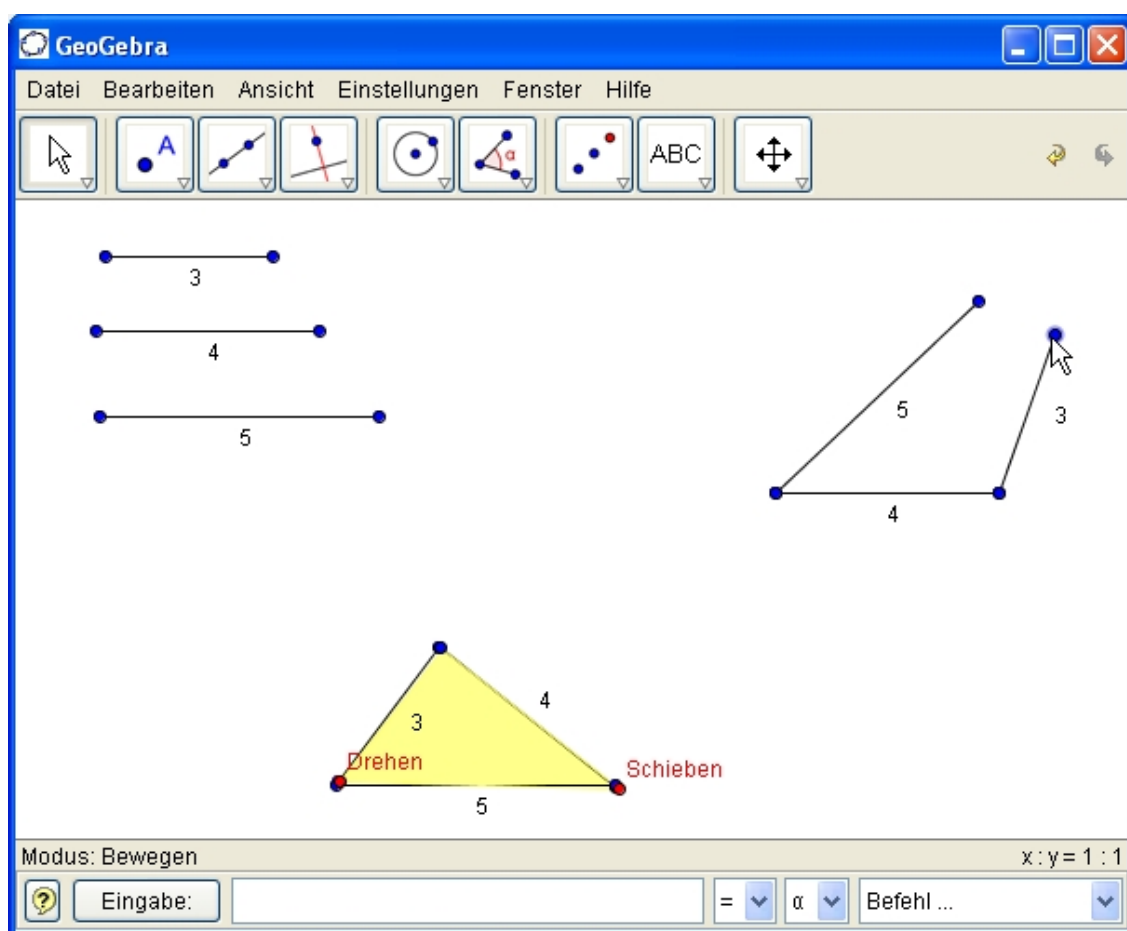 GeoGebra
Datei Bearbeiten Ansicht Einstellungen Fenster Hilfe
A α ABC
3
4
5
5
3
4
4
3
Drehen
Schieben
5
Modus: Bewegen x : y = 1 : 1
? Eingabe: = α Befehl ...